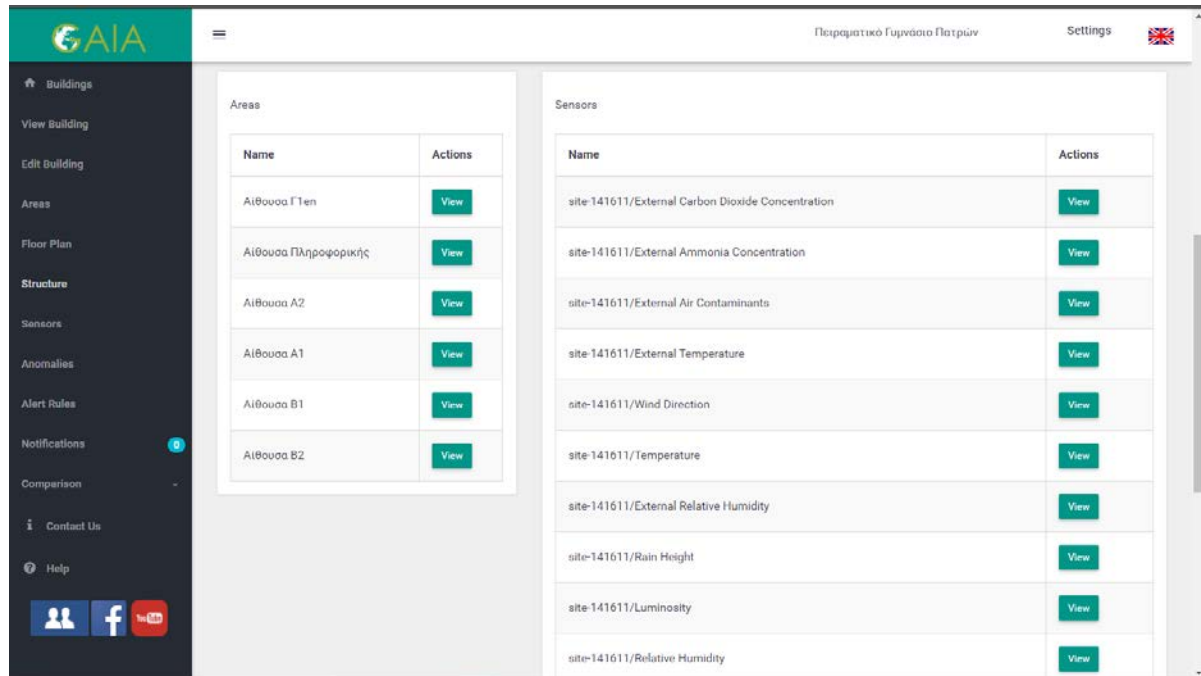 GAIA
Πειραματικό Γυμνάσιο Πατρών
Settings
Buildings
View Building
Edit Building
Areas
Floor Plan
Structure
Sensors
Anomalies
Alert Rules
Notifications 0
Comparison
i Contact Us
Help
Areas
Name Actions
Αίθουσα Γ1en View
Αίθουσα Πληροφορικής View
Αίθουσα Α2 View
Αίθουσα Α1 View
Αίθουσα Β1 View
Αίθουσα Β2 View
Sensors
Name Actions
site-141611/External Carbon Dioxide Concentration View
site-141611/External Ammonia Concentration View
site-141611/External Air Contaminants View
site-141611/External Temperature View
site-141611/Wind Direction View
site-141611/Temperature View
site-141611/External Relative Humidity View
site-141611/Rain Height View
site-141611/Luminosity View
site-141611/Relative Humidity View
f
YouTube